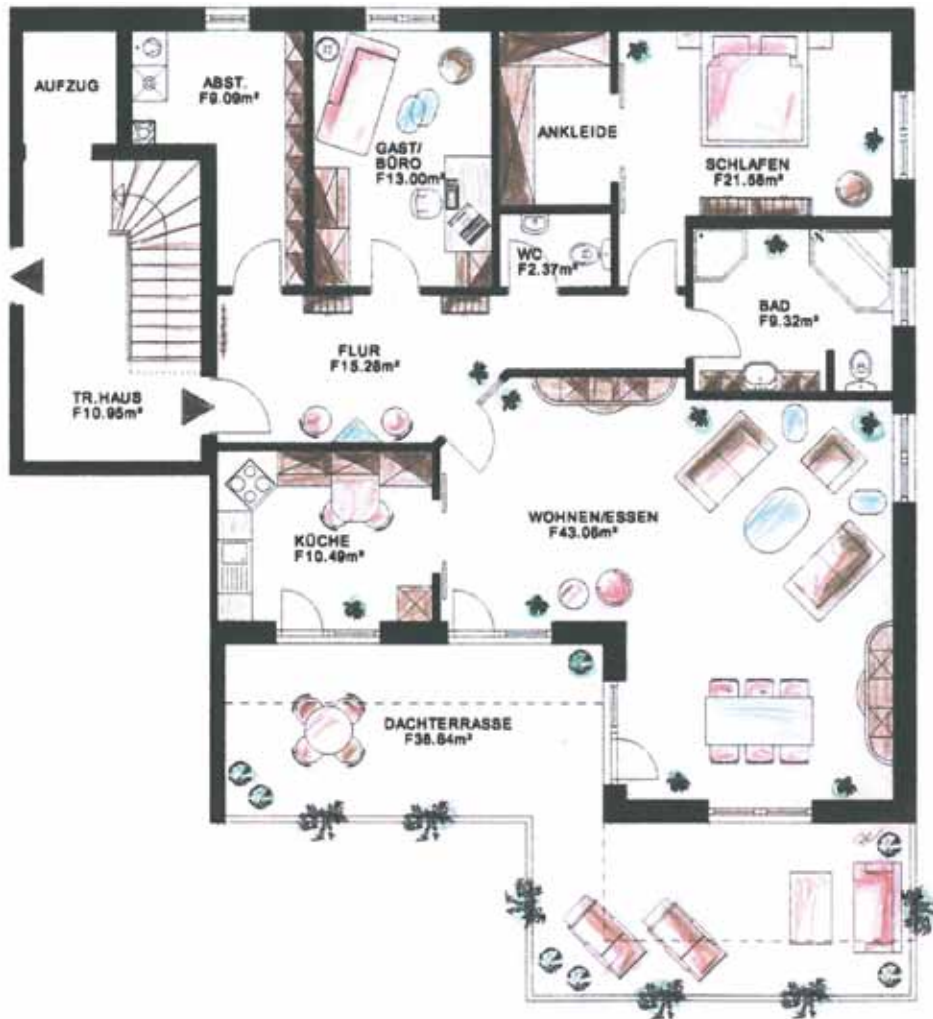 AUFZUG
ABST.
F9.09m²
GAST/
BÜRO
F13.00m²
ANKLEIDE
SCHLAFEN
F21.58m²
WC
F2.37m²
BAD
F9.32m²
FLUR
F15.26m²
TR.HAUS
F10.95m²
WOHNEN/ESSEN
F43.06m²
KÜCHE
F10.49m²
DACHTERRASSE
F38.64m²